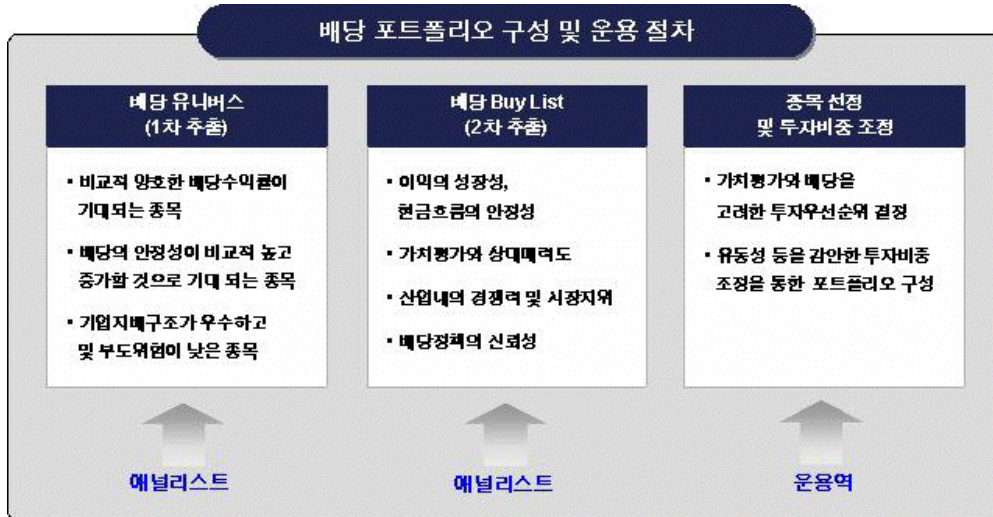 배당 포트폴리오 구성 및 운용 절차
배당 유니버스
(1차 추출)
▪ 비교적 양호한 배당수익률이
기대되는 종목
▪ 배당의 안정성이 비교적 높고
증가할 것으로 기대 되는 종목
▪ 기업지배구조가 우수하고
및 부도위험이 낮은 종목
애널리스트
배당 Buy List
(2차 추출)
▪ 이익의 성장성,
현금흐름의 안정성
▪ 가치평가와 상대매력도
▪ 산업내의 경쟁력 및 시장지위
▪ 배당정책의 신뢰성
애널리스트
종목 선정
및 투자비중 조정
▪ 가치평가와 배당을
고려한 투자우선순위 결정
▪ 유동성 등을 감안한 투자비중
조정을 통한 포트폴리오 구성
운용역